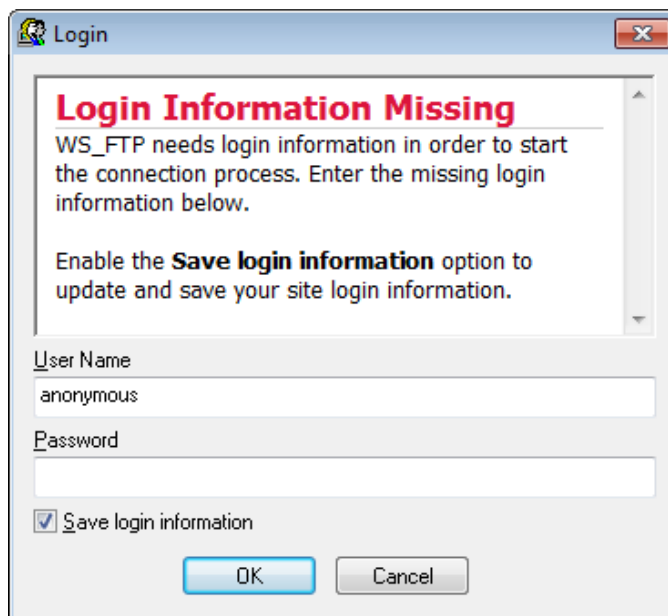 Login
Login Information Missing
WS_FTP needs login information in order to start
the connection process. Enter the missing login
information below.
Enable the Save login information option to
update and save your site login information.
User Name
anonymous
Password
Save login information
OK Cancel